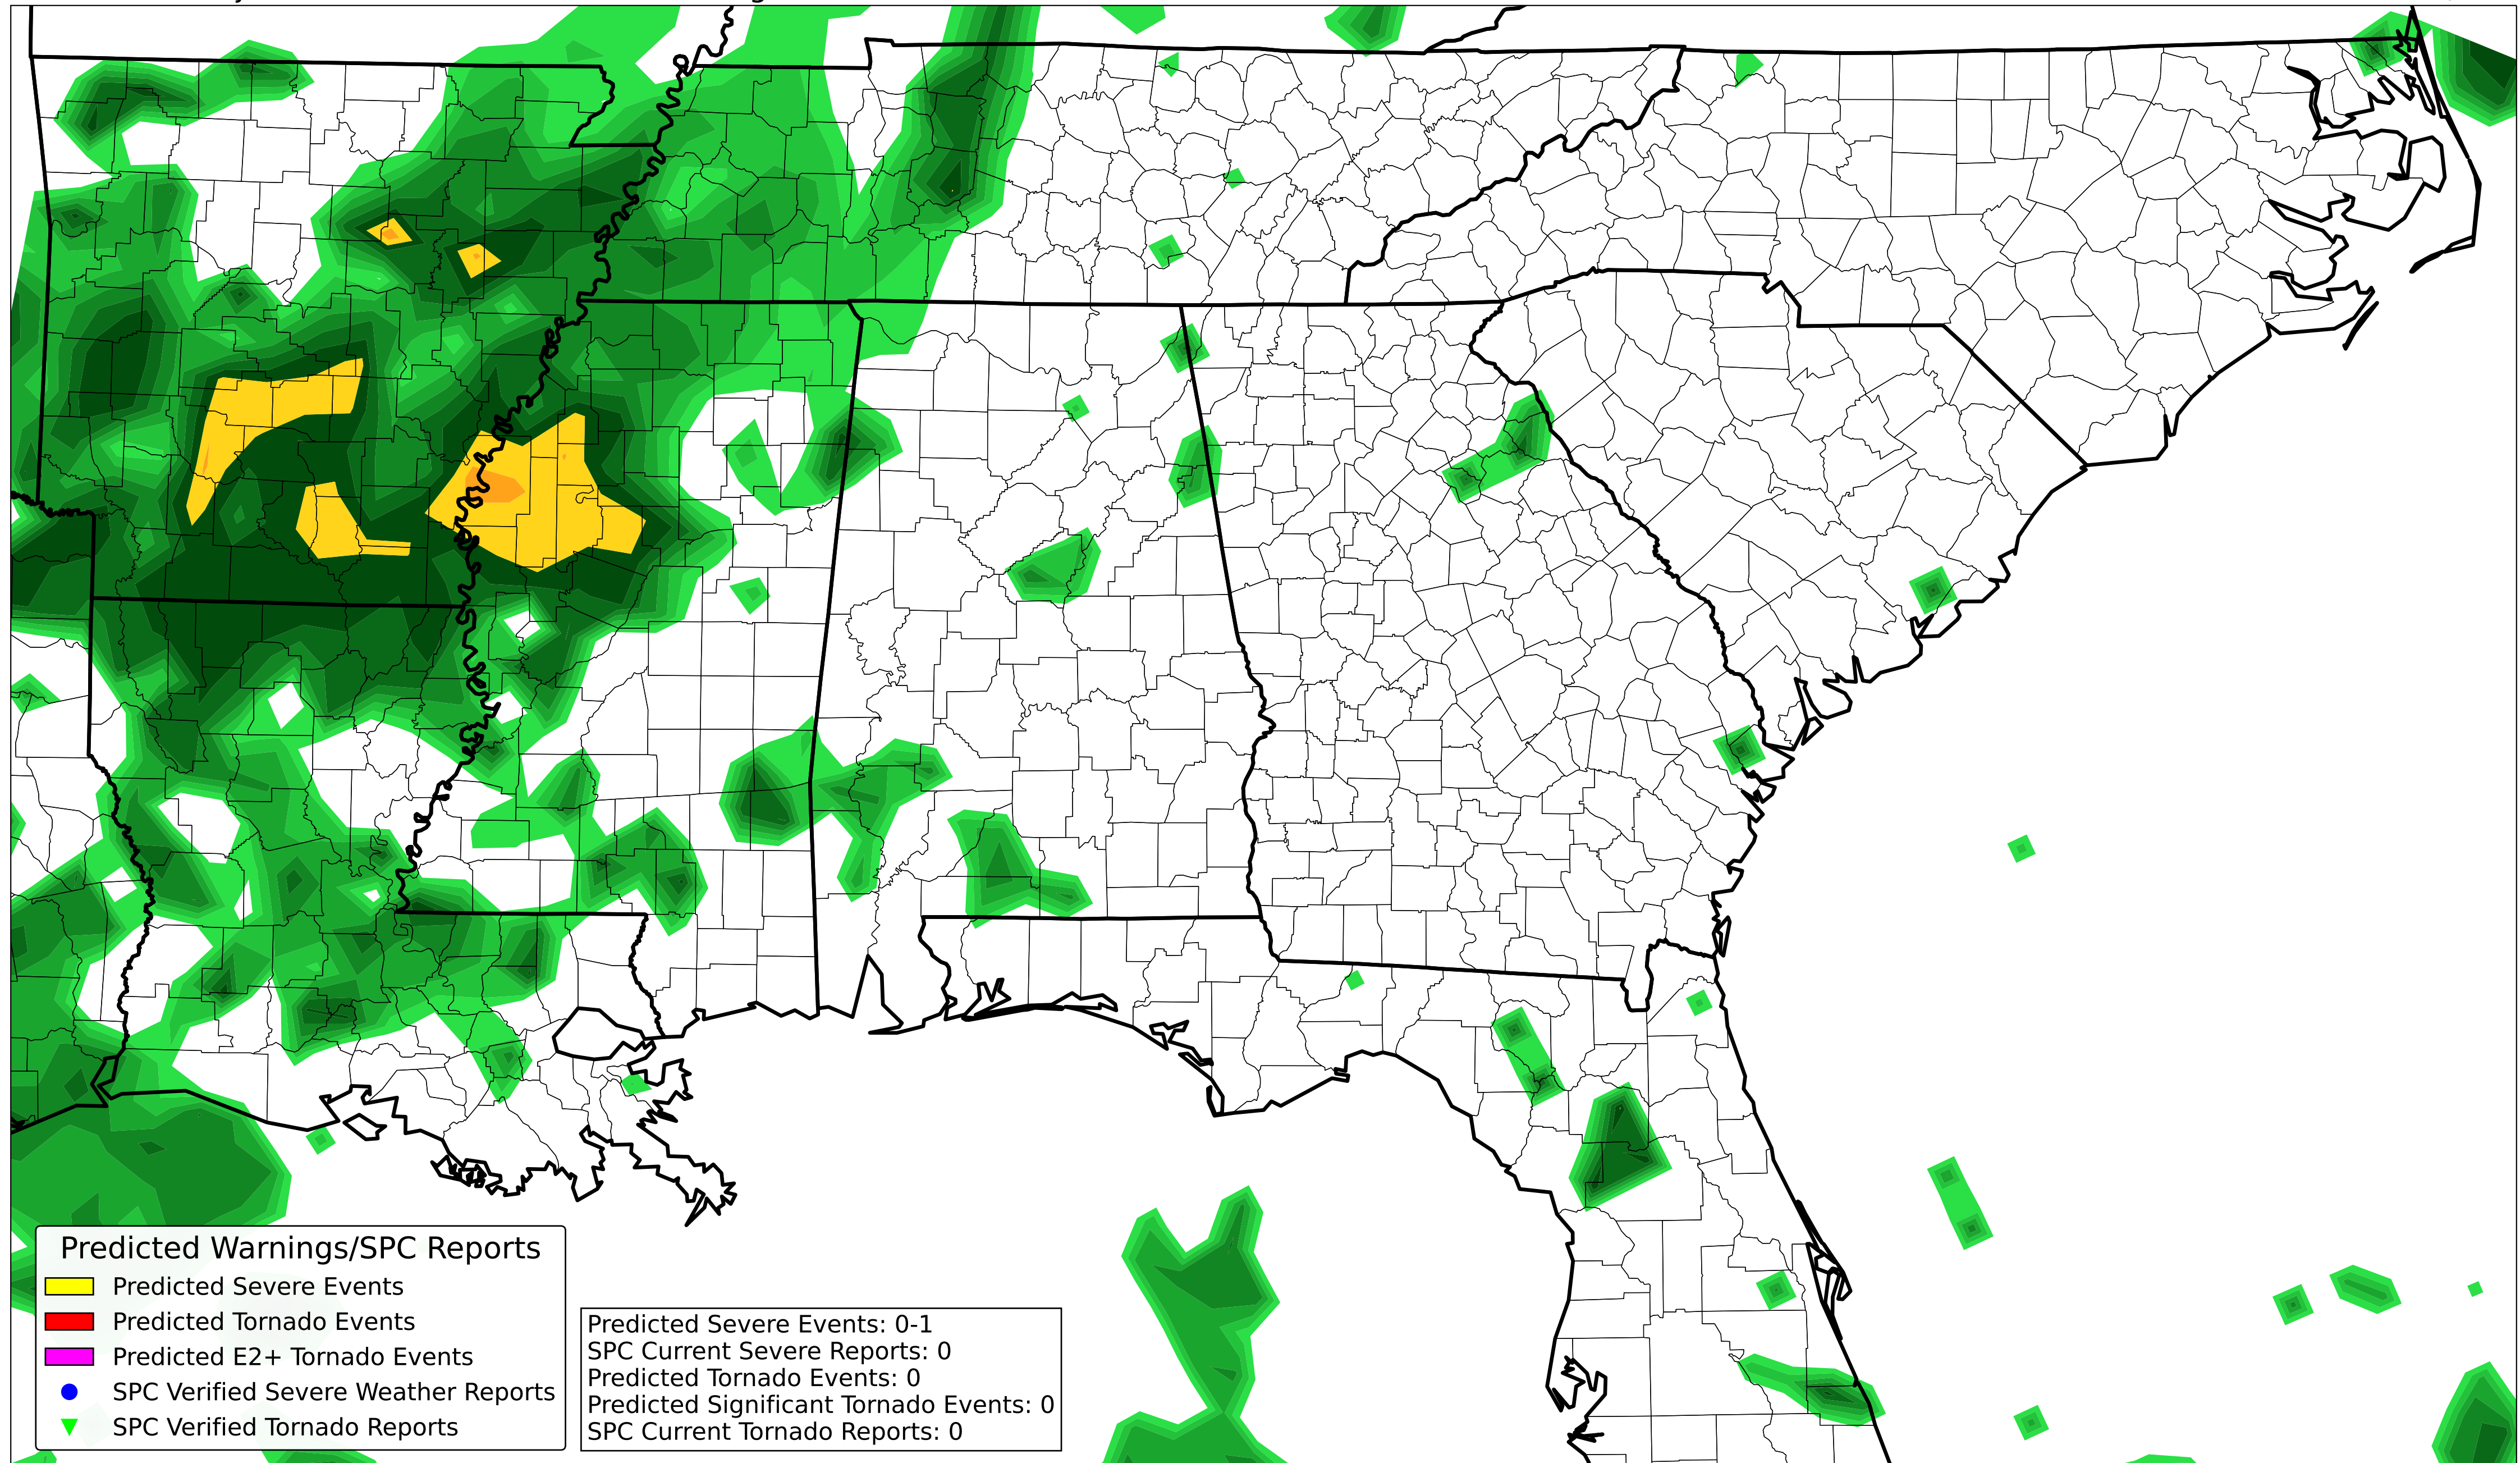 Predicted Warnings/SPC Reports
Predicted Severe Events
Predicted Tornado Events
Predicted E2+ Tornado Events
SPC Verified Severe Weather Reports
SPC Verified Tornado Reports
Predicted Severe Events: 0-1
SPC Current Severe Reports: 0
Predicted Tornado Events: 0
Predicted Significant Tornado Events: 0
SPC Current Tornado Reports: 0